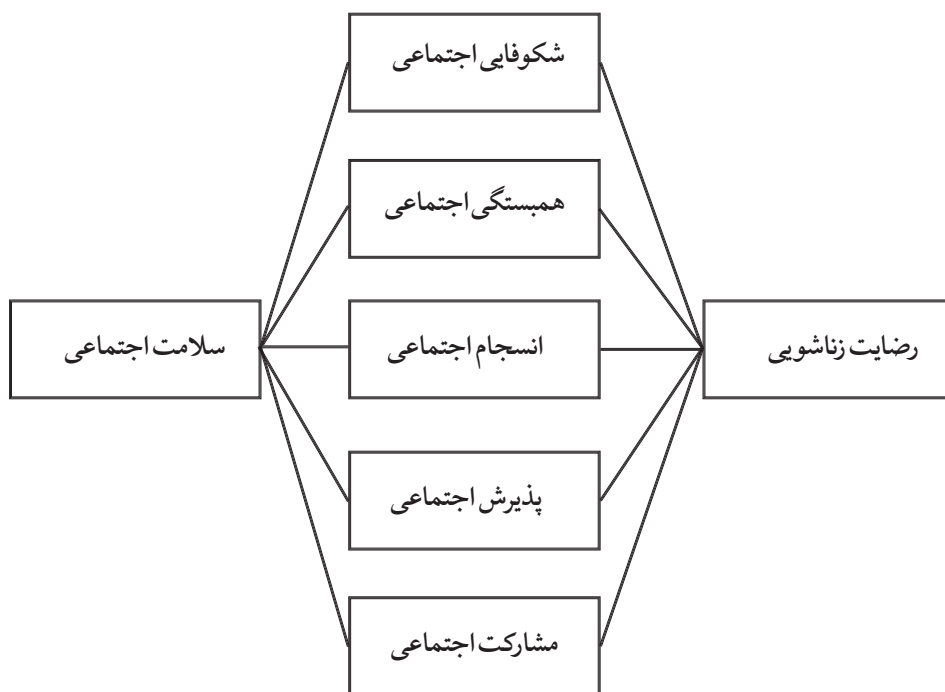 شکوفایی اجتماعی
همبستگی اجتماعی
رضایت زناشویی
انسجام اجتماعی
سلامت اجتماعی
پذیرش اجتماعی
مشارکت اجتماعی